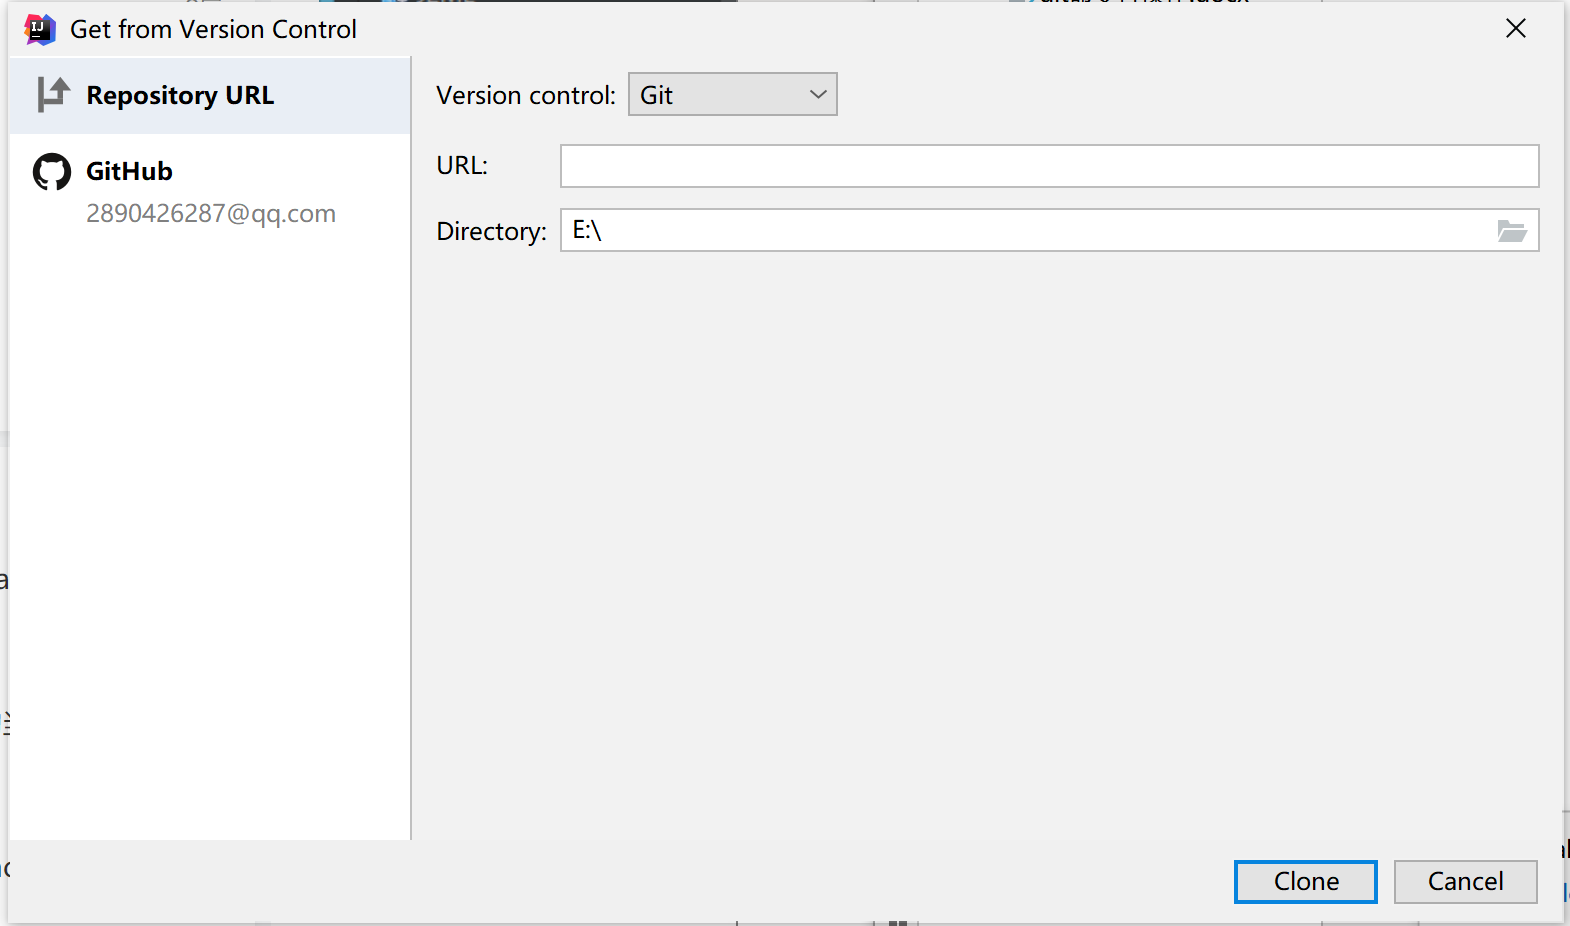 Get from Version Control
Repository URL
GitHub
2890426287@qq.com
Version control: Git
URL:
Directory: E:\
Clone
Cancel